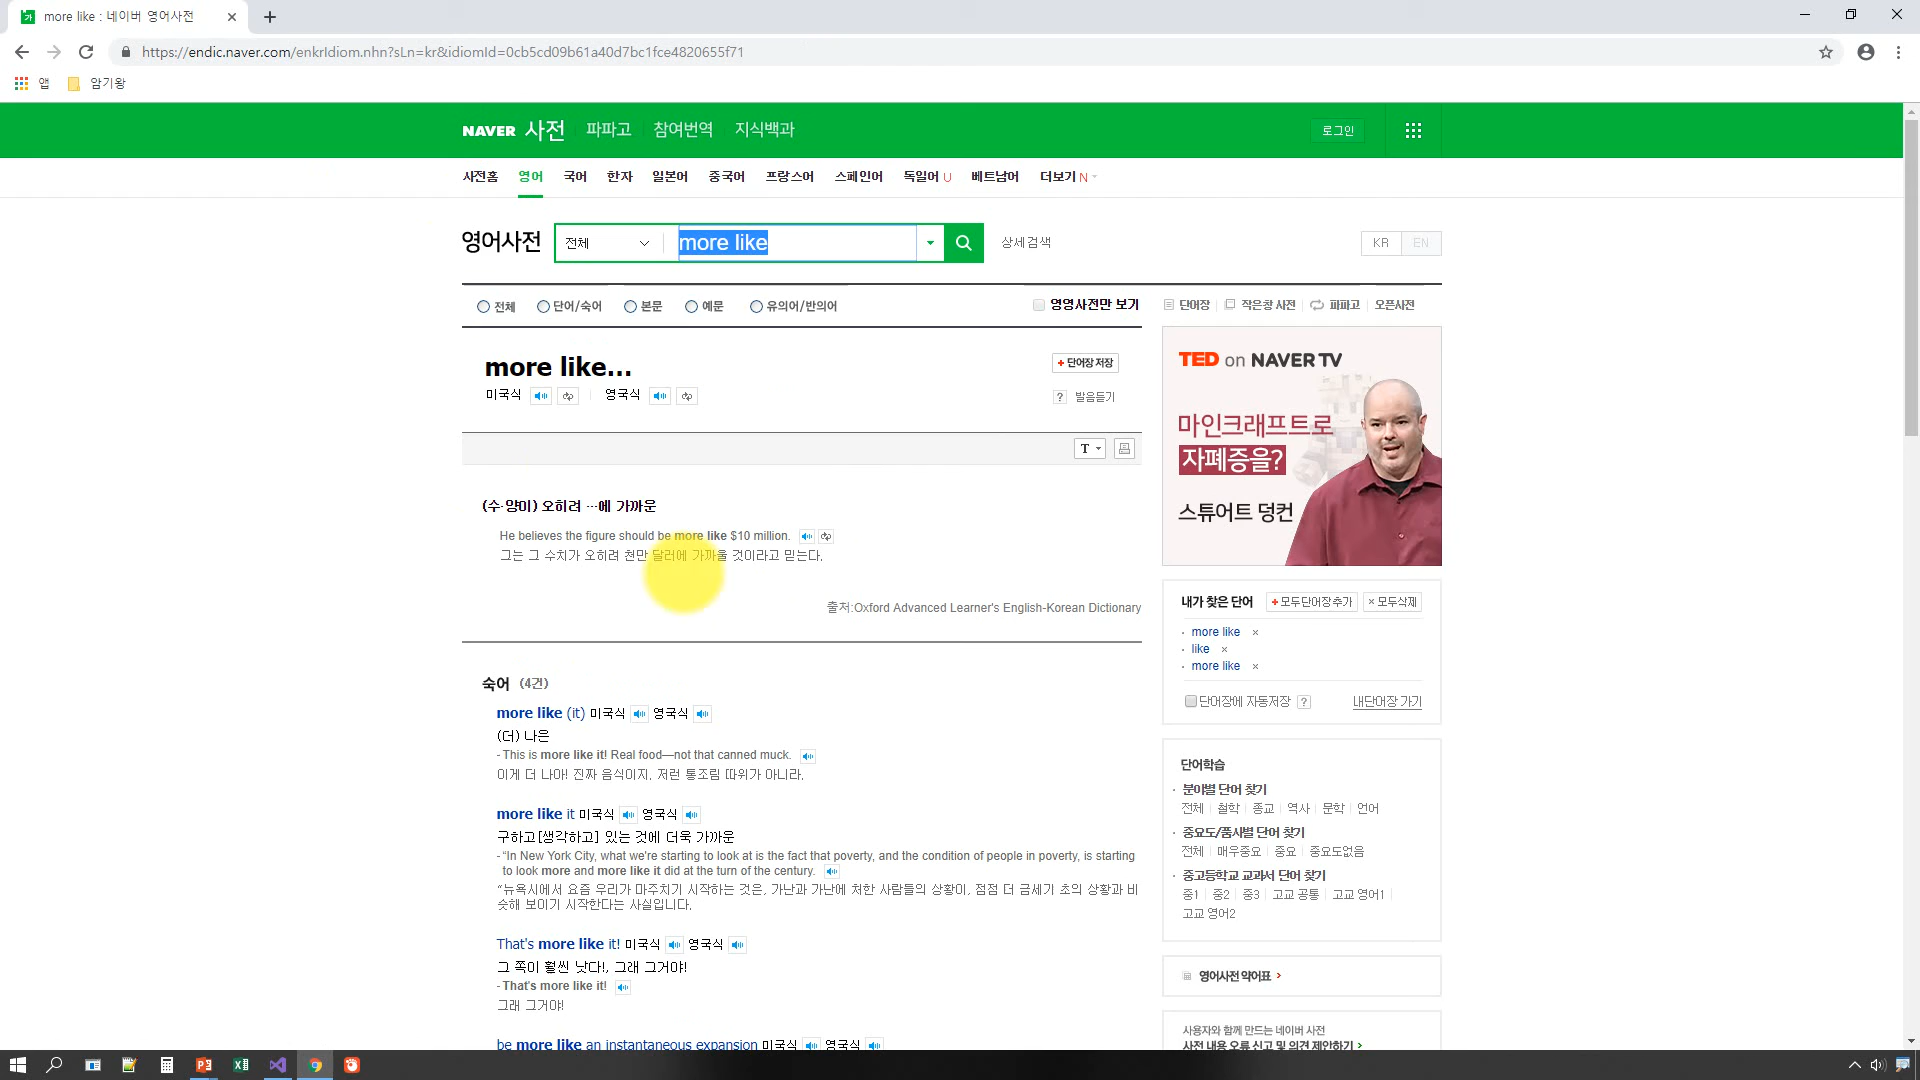 more like : 네이버 영어사전
https://endic.naver.com/enkrIdiom.nhn?sLn=kr&idiomId=0cb5cd09b61a40d7bc1fce4820655f71
앱 암기왕
NAVER 사전 파파고 참여번역 지식백과 로그인
사전홈 영어 국어 한자 일본어 중국어 프랑스어 스페인어 독일어 U 베트남어 더보기 N
영어사전 전체 more like 상세검색 KR EN
전체 단어/숙어 본문 예문 유의어/반의어 영영사전만 보기
more like...
+ 단어장 저장
미국식 영국식
? 발음듣기
T
(수·양이) 오히려 …에 가까운
He believes the figure should be more like $10 million.
그는 그 수치가 오히려 천만 달러에 가까울 것이라고 믿는다.
출처:Oxford Advanced Learner's English-Korean Dictionary
숙어 (4건)
more like (it) 미국식 영국식
(더) 나은
- This is more like it! Real food—not that canned muck.
이게 더 나아! 진짜 음식이지, 저런 통조림 따위가 아니라.
more like it 미국식 영국식
구하고[생각하고] 있는 것에 더욱 가까운
- “In New York City, what we're starting to look at is the fact that poverty, and the condition of people in poverty, is starting
to look more and more like it did at the turn of the century.
“뉴욕시에서 요즘 우리가 마주치기 시작하는 것은, 가난과 가난에 처한 사람들의 상황이, 점점 더 금세기 초의 상황과 비
슷해 보이기 시작한다는 사실입니다.
That's more like it! 미국식 영국식
그 쪽이 훨씬 낫다!, 그래 그거야!
- That's more like it!
그래 그거야!
be more like an instantaneous expansion 미국식 영국식
단어장 작은창 사전 파파고 오픈사전
TED on NAVER TV
마인크래프트로
자폐증을?
스튜어트 덩컨
내가 찾은 단어 + 모두단어장추가 × 모두삭제
more like ×
like ×
more like ×
단어장에 자동저장 ? 내단어장 가기
단어학습
분야별 단어 찾기
전체 철학 종교 역사 문학 언어
중요도/품사별 단어 찾기
전체 매우중요 중요 중요도없음
중고등학교 교과서 단어 찾기
중1 중2 중3 고교 공통 고교 영어1
고교 영어2
영어사전 약어표 >
사용자와 함께 만드는 네이버 사전
사전 내용 오류 신고 및 의견 제안하기 >